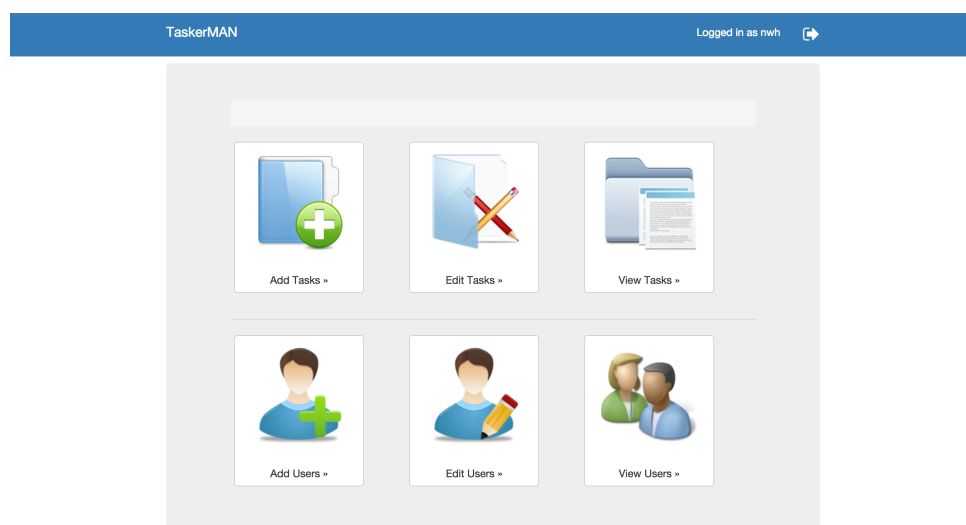 TaskerMAN
Logged in as nwh
Add Tasks »
Edit Tasks »
View Tasks »
Add Users »
Edit Users »
View Users »